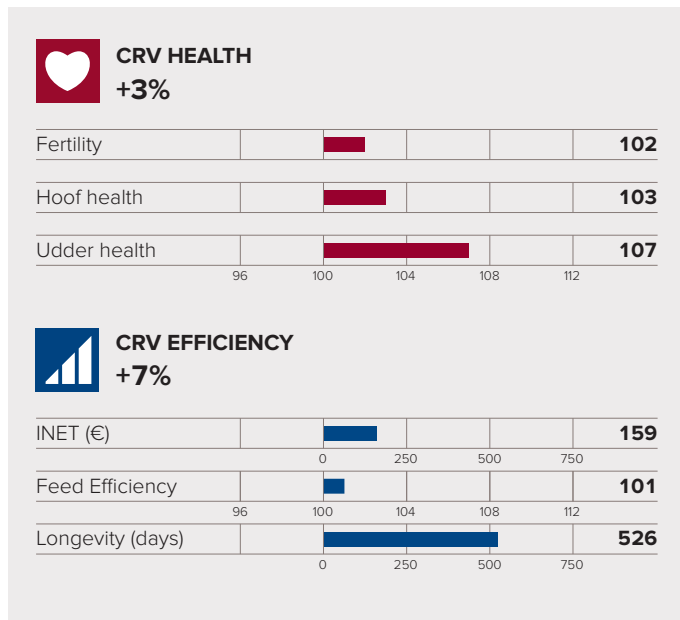 CRV HEALTH
+3%
Fertility 102
Hoof health 103
Udder health 107
96 100 104 108 112
CRV EFFICIENCY
+7%
INET (€) 159
0 250 500 750
Feed Efficiency 101
96 100 104 108 112
Longevity (days) 526
0 250 500 750